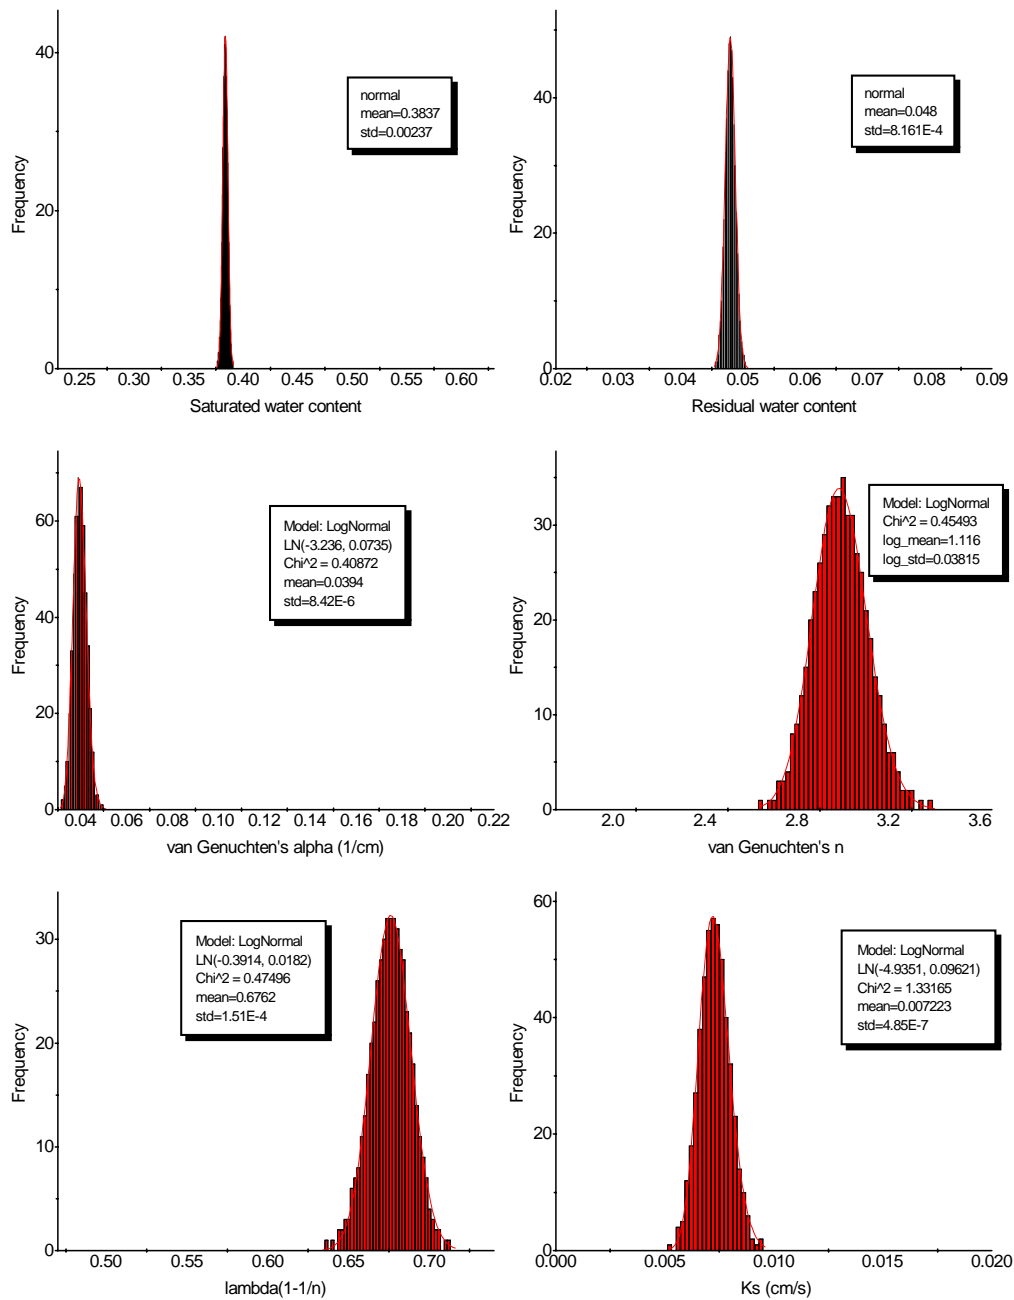 40
20
0
Frequency
normal
mean=0.3837
std=0.00237
0.25 0.30 0.35 0.40 0.45 0.50 0.55 0.60
Saturated water content
40
20
0
Frequency
normal
mean=0.048
std=8.161E-4
0.02 0.03 0.04 0.05 0.06 0.07 0.08 0.09
Residual water content
60
40
20
0
Frequency
Model: LogNormal
LN(-3.236, 0.0735)
Chi^2 = 0.40872
mean=0.0394
std=8.42E-6
0.04 0.06 0.08 0.10 0.12 0.14 0.16 0.18 0.20 0.22
van Genuchten's alpha (1/cm)
30
20
10
0
Frequency
Model: LogNormal
Chi^2 = 0.45493
log_mean=1.116
log_std=0.03815
2.0 2.4 2.8 3.2 3.6
van Genuchten's n
30
20
10
0
Frequency
Model: LogNormal
LN(-0.3914, 0.0182)
Chi^2 = 0.47496
mean=0.6762
std=1.51E-4
0.50 0.55 0.60 0.65 0.70
lambda(1-1/n)
60
40
20
0
Frequency
Model: LogNormal
LN(-4.9351, 0.09621)
Chi^2 = 1.33165
mean=0.007223
std=4.85E-7
0.000 0.005 0.010 0.015 0.020
Ks (cm/s)